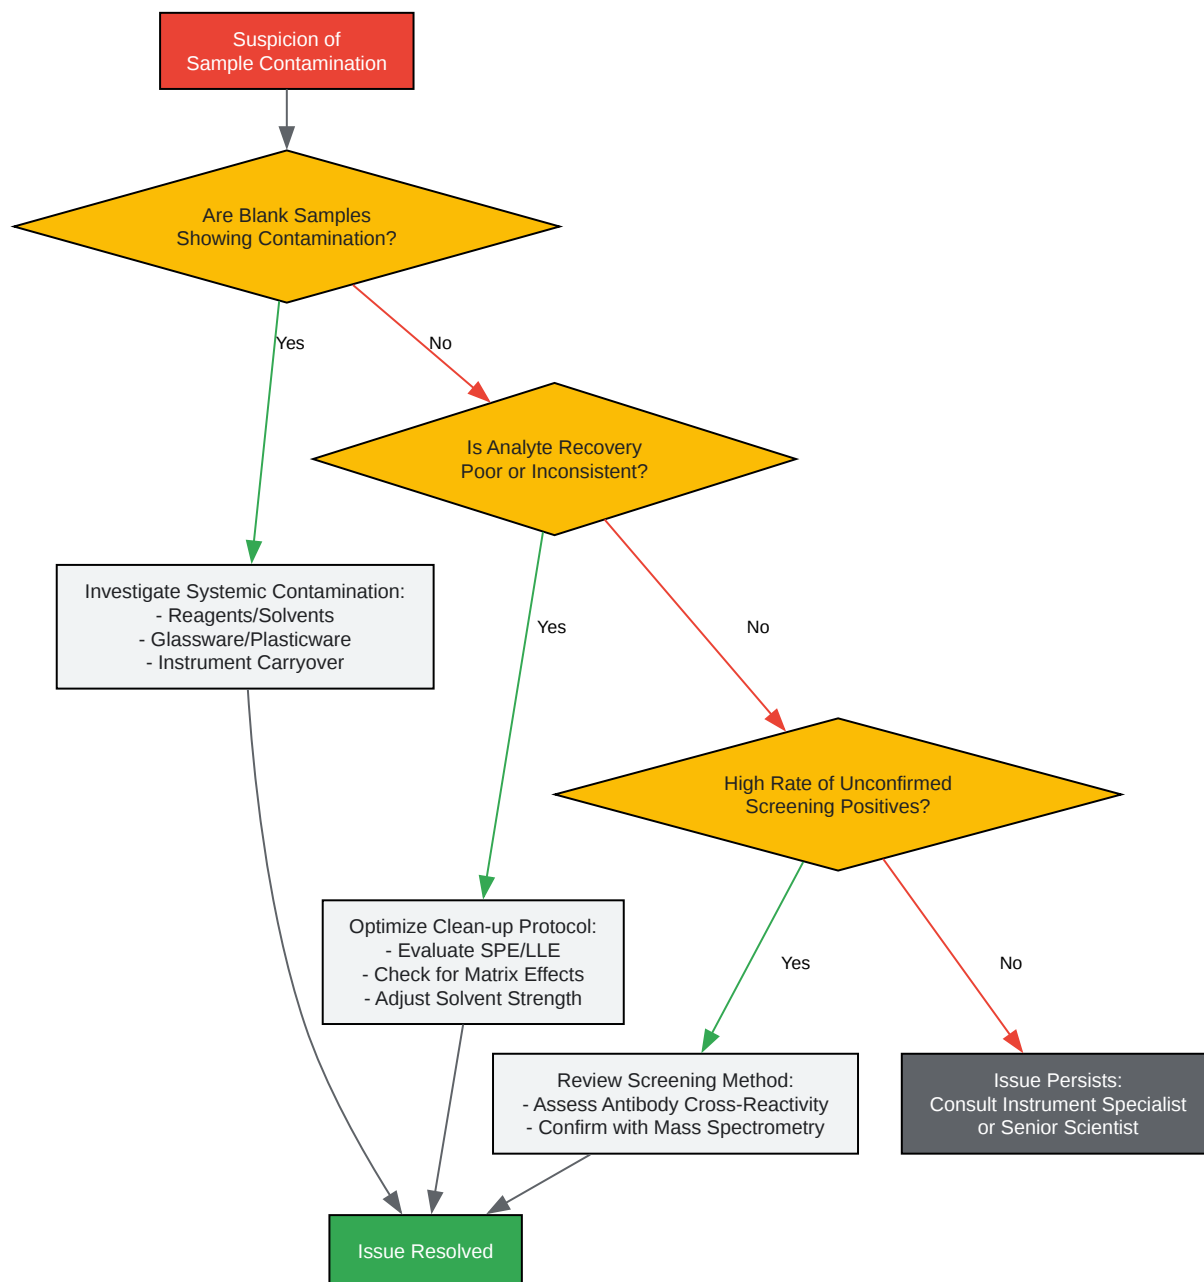 Suspicion of
Sample Contamination
Are Blank Samples
Showing Contamination?
Yes
No
Is Analyte Recovery
Poor or Inconsistent?
Investigate Systemic Contamination:
- Reagents/Solvents
- Glassware/Plasticware
- Instrument Carryover
Yes
No
High Rate of Unconfirmed
Screening Positives?
Optimize Clean-up Protocol:
- Evaluate SPE/LLE
- Check for Matrix Effects
- Adjust Solvent Strength
Yes
No
Review Screening Method:
- Assess Antibody Cross-Reactivity
- Confirm with Mass Spectrometry
Issue Persists:
Consult Instrument Specialist
or Senior Scientist
Issue Resolved